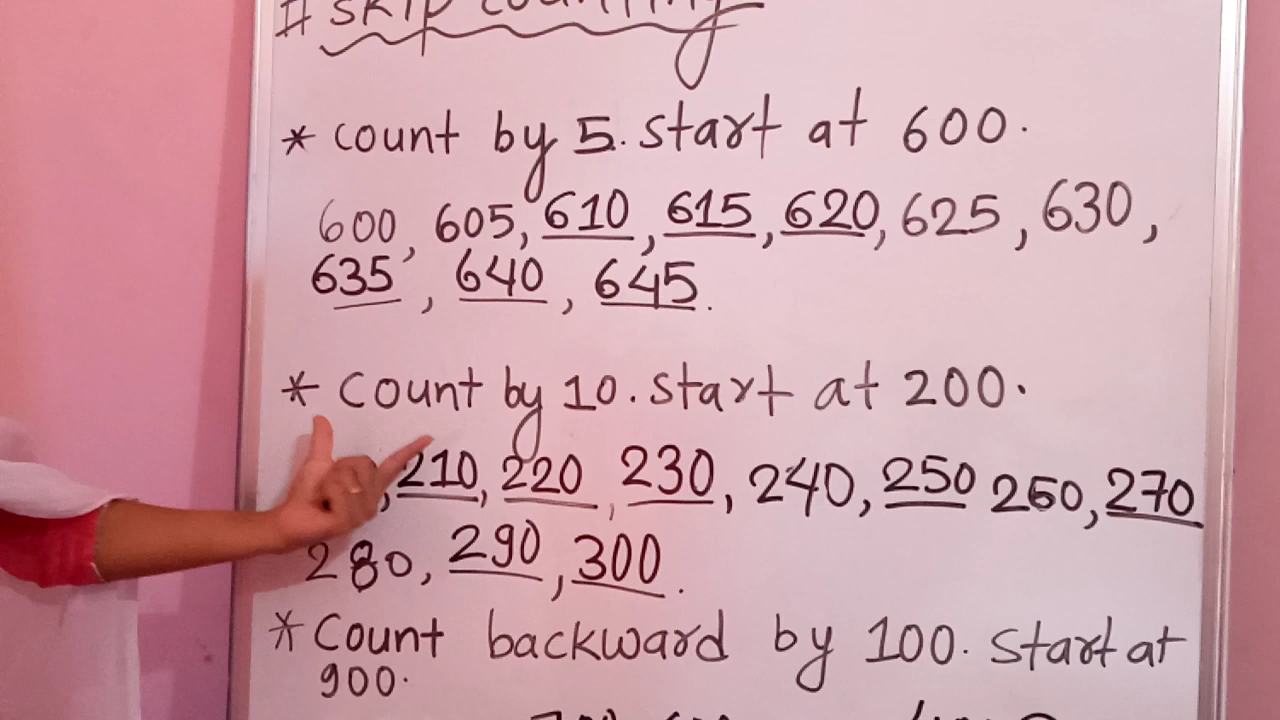 # skip counting
* count by 5. start at 600.
600, 605, 610, 615, 620, 625, 630,
635, 640, 645.
* count by 10. start at 200.
, 210, 220, 230, 240, 250 260, 270
280, 290, 300.
* Count backward by 100. Start at
900.